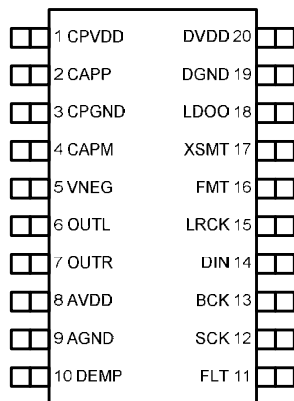 1 CPVDD DVDD 20
2 CAPP DGND 19
3 CPGND LDOO 18
4 CAPM XSMT 17
5 VNEG FMT 16
6 OUTL LRCK 15
7 OUTR DIN 14
8 AVDD BCK 13
9 AGND SCK 12
10 DEMP FLT 11